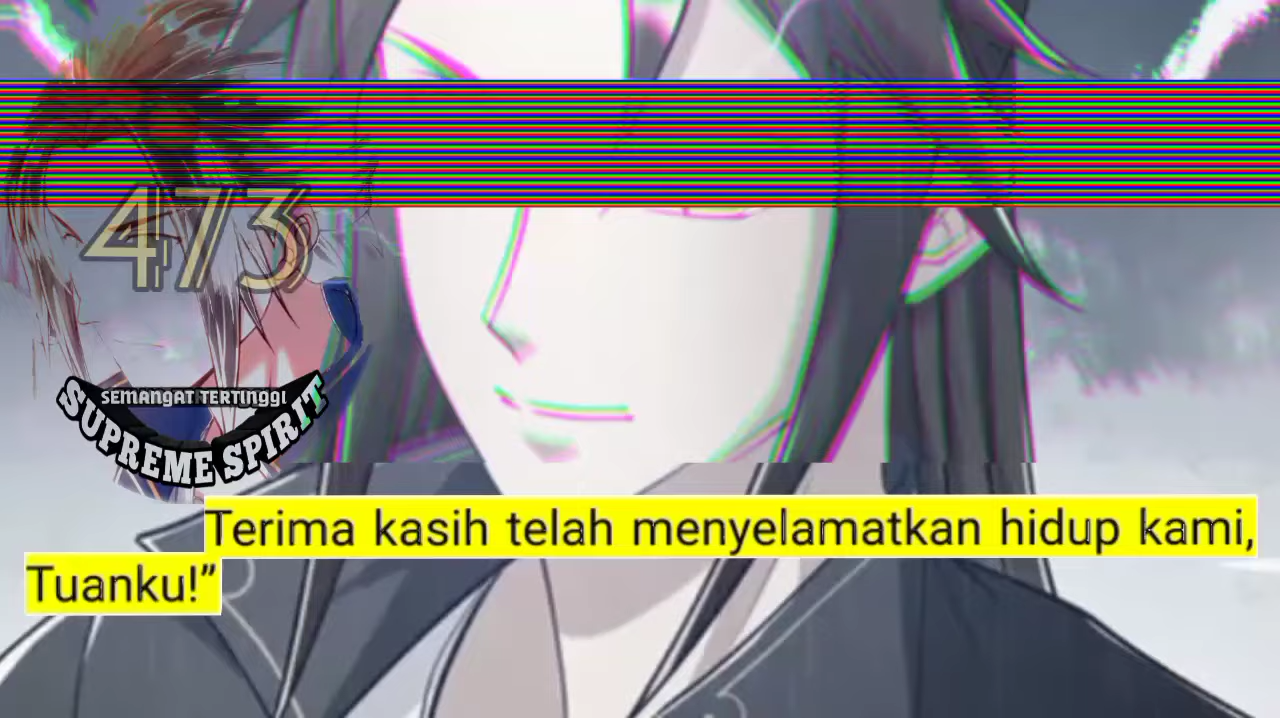 473
SEMANGAT TERTINGGI
SUPREME SPIRIT
Terima kasih telah menyelamatkan hidup kami,
Tuanku!”